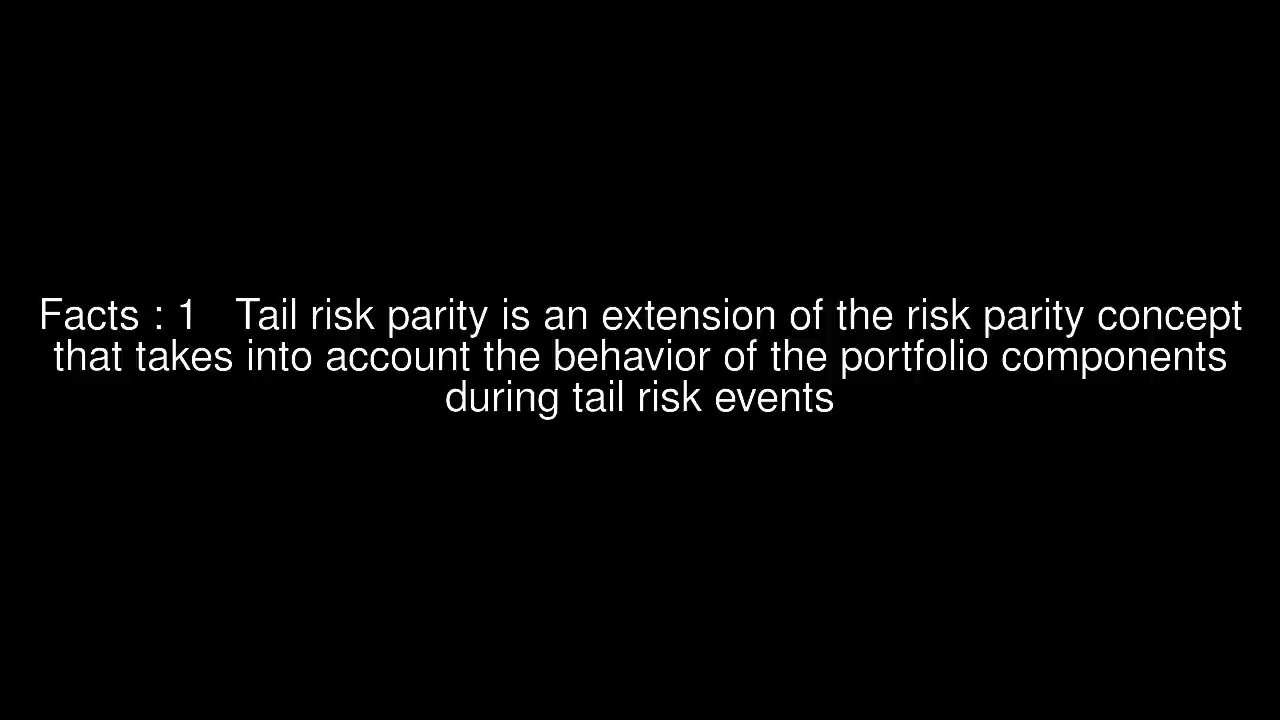 Facts : 1   Tail risk parity is an extension of the risk parity concept
that takes into account the behavior of the portfolio components
during tail risk events